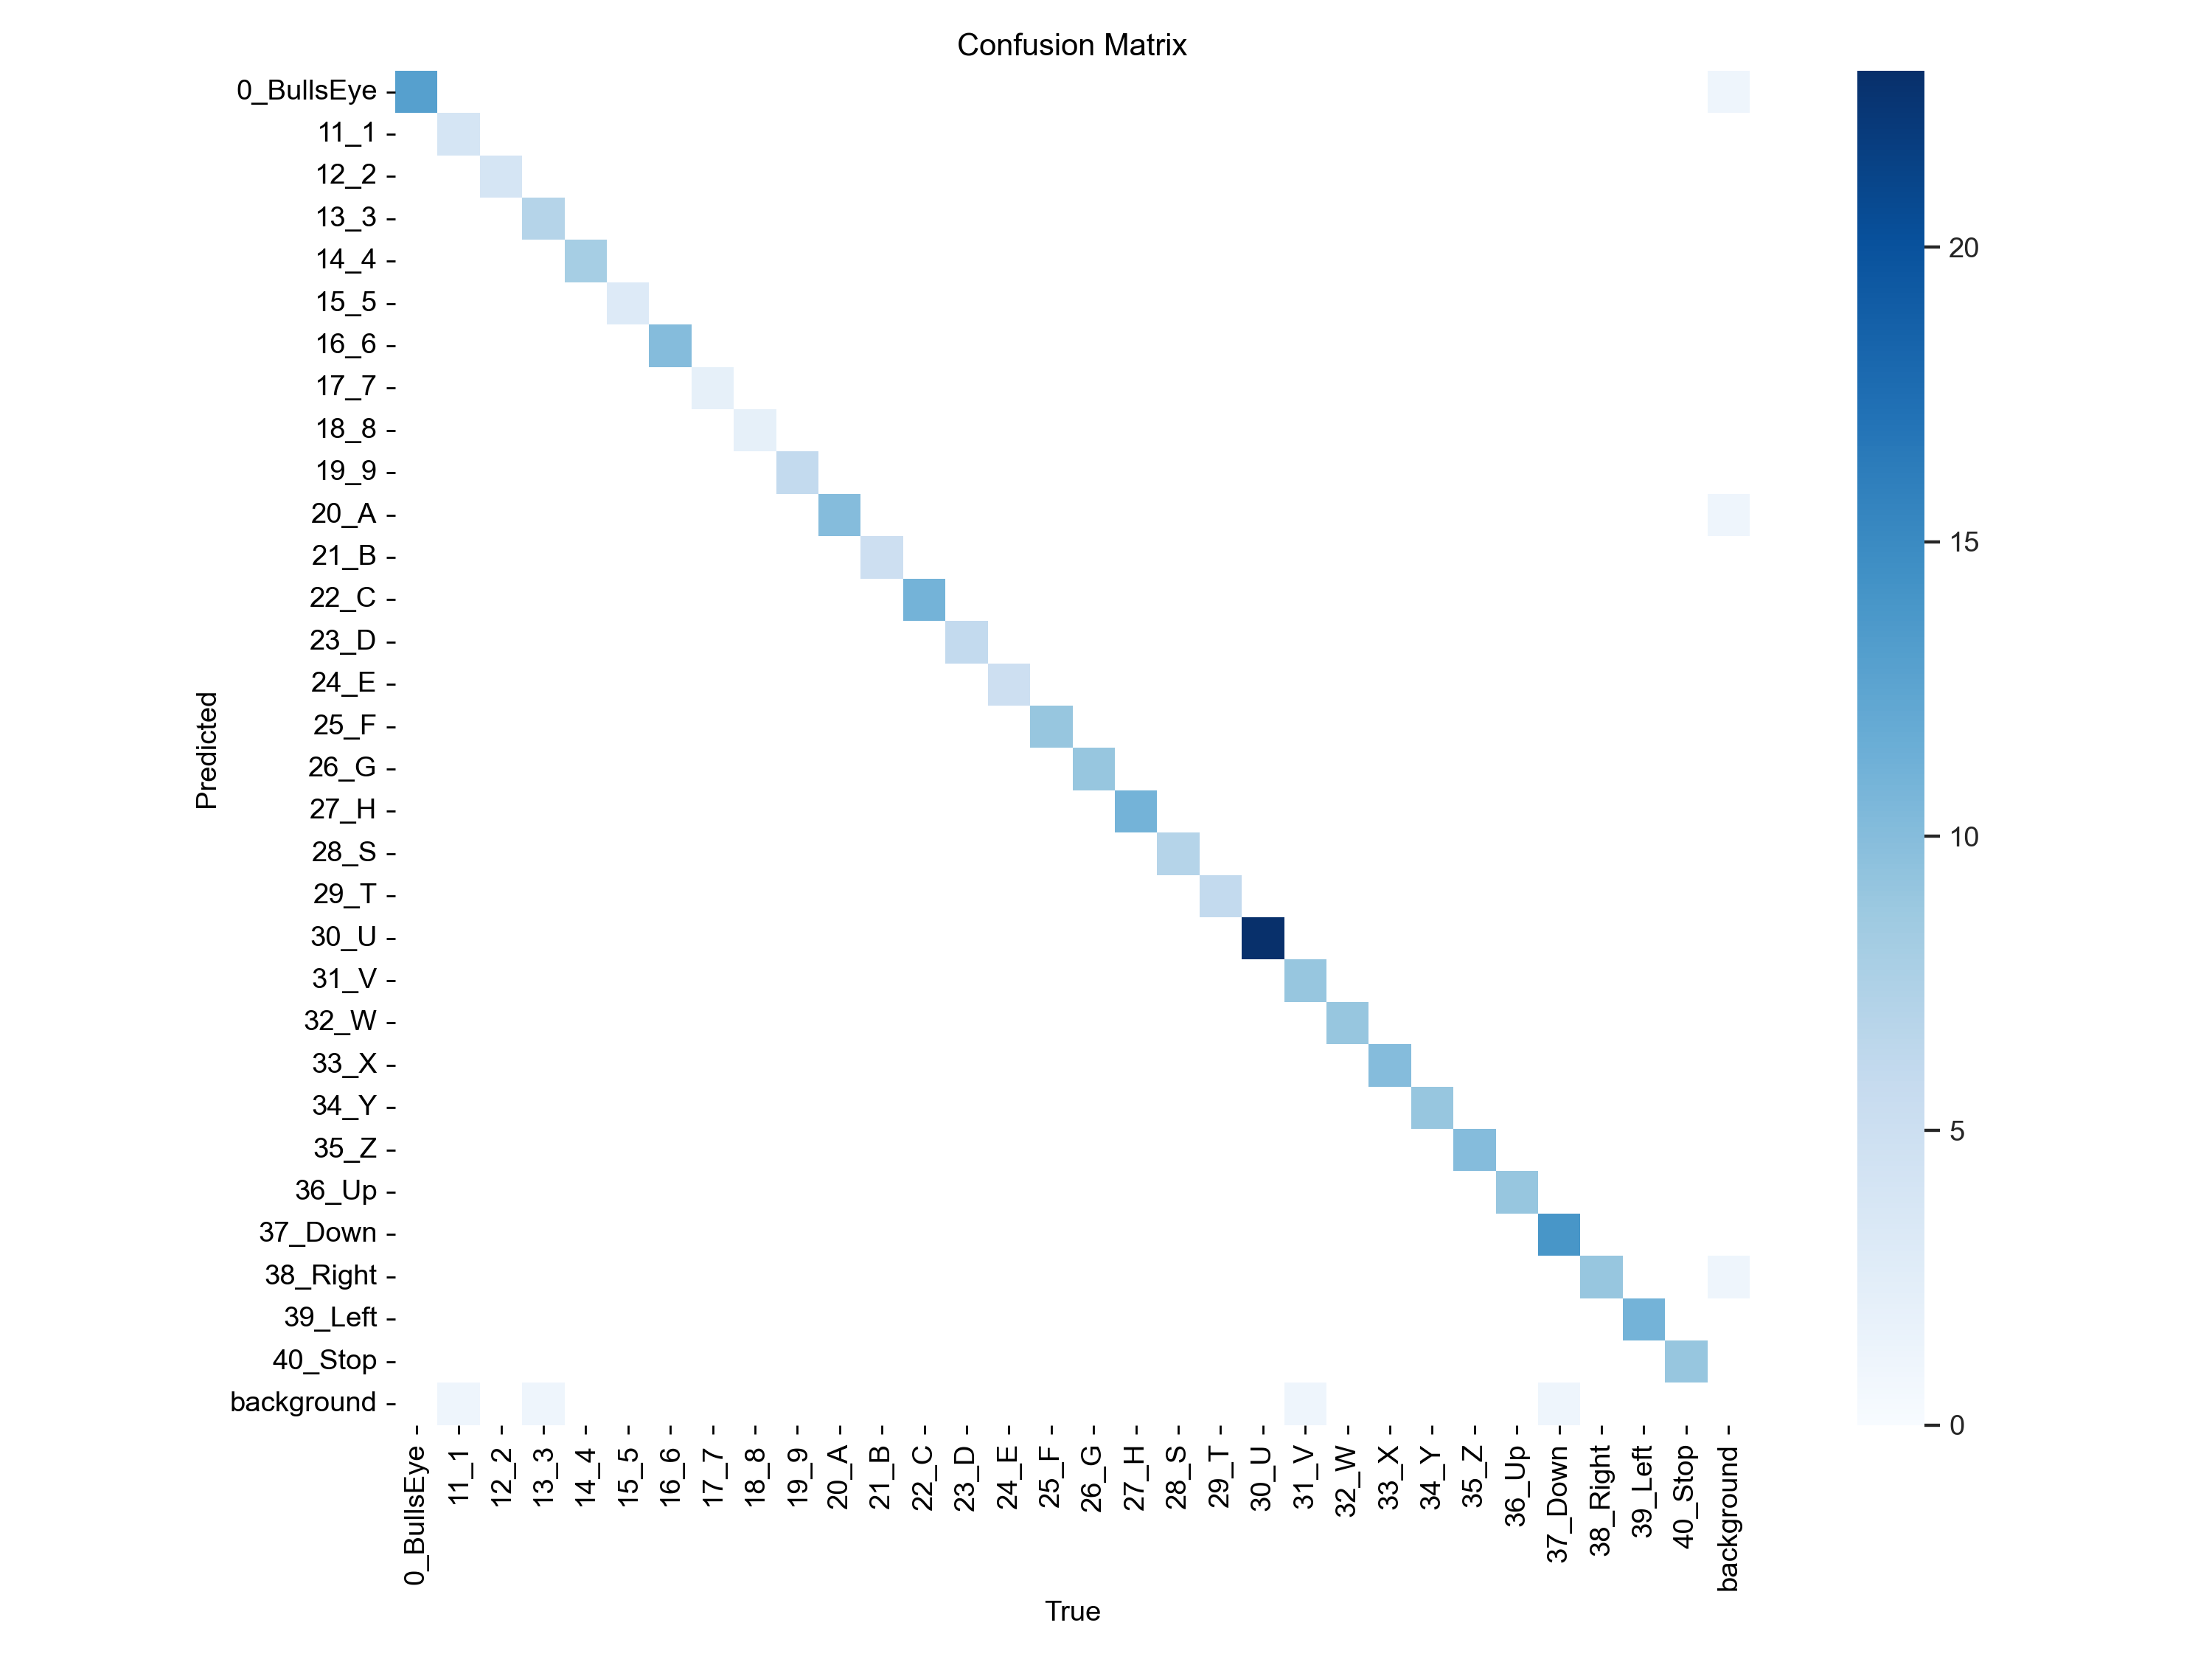 Confusion Matrix
Predicted
0_BullsEye
11_1
12_2
13_3
14_4
15_5
16_6
17_7
18_8
19_9
20_A
21_B
22_C
23_D
24_E
25_F
26_G
27_H
28_S
29_T
30_U
31_V
32_W
33_X
34_Y
35_Z
36_Up
37_Down
38_Right
39_Left
40_Stop
background
20
15
10
5
0
0_BullsEye
11_1
12_2
13_3
14_4
15_5
16_6
17_7
18_8
19_9
20_A
21_B
22_C
23_D
24_E
25_F
26_G
27_H
28_S
29_T
30_U
31_V
32_W
33_X
34_Y
35_Z
36_Up
37_Down
38_Right
39_Left
40_Stop
background
True